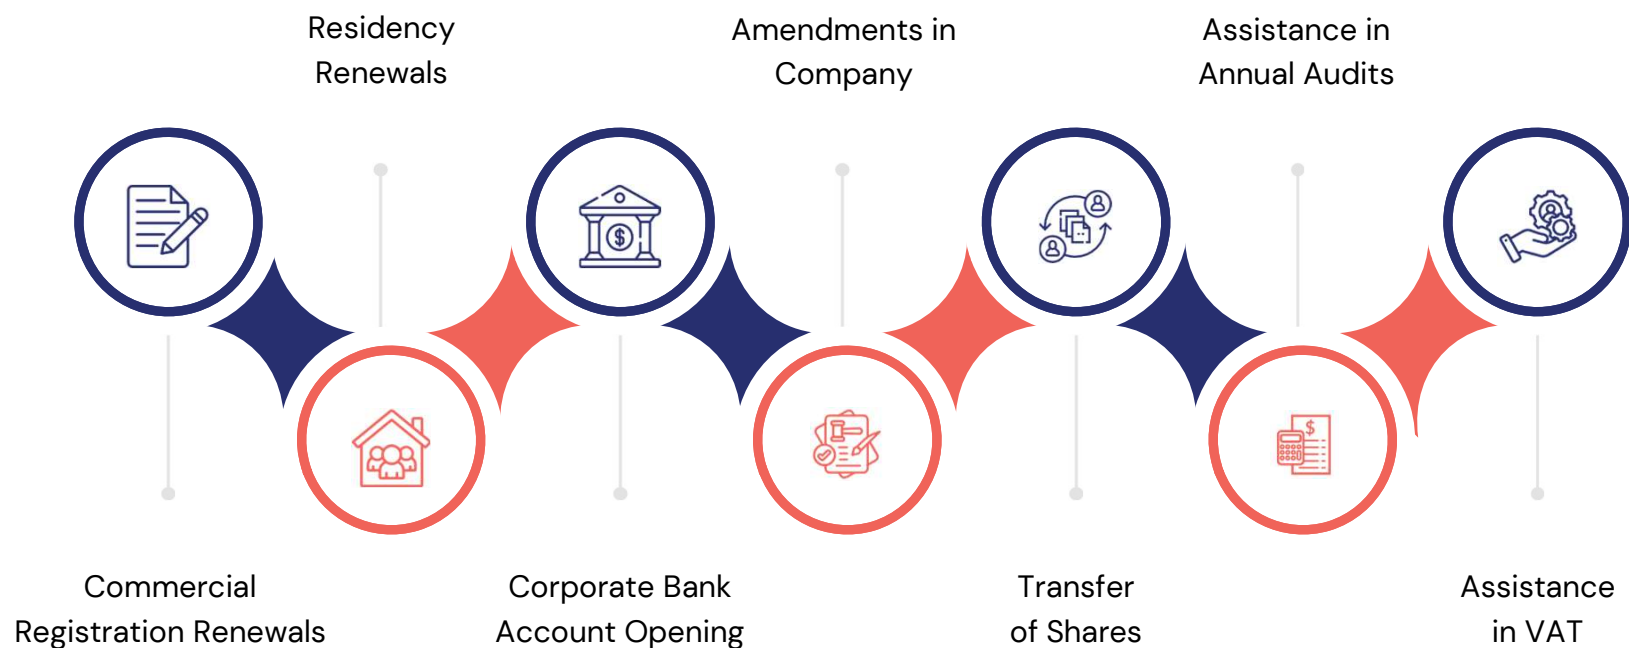 Residency
Renewals
Amendments in
Company
Assistance in
Annual Audits
$
$
Commercial
Registration Renewals
Corporate Bank
Account Opening
Transfer
of Shares
Assistance
in VAT